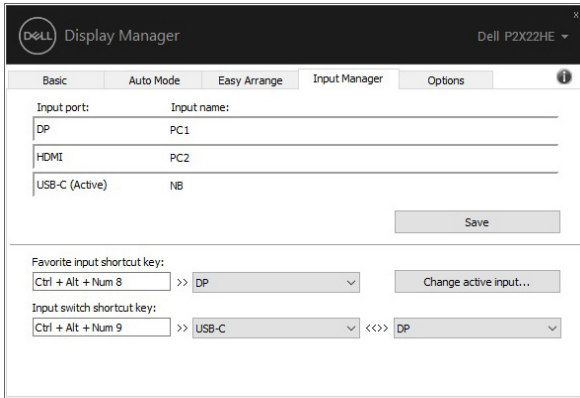 DELL Display Manager Dell P2X22HE
Basic Auto Mode Easy Arrange Input Manager Options
Input port: Input name:
DP PC1
HDMI PC2
USB-C (Active) NB
Save
Favorite input shortcut key:
Ctrl + Alt + Num 8 >> DP Change active input...
Input switch shortcut key:
Ctrl + Alt + Num 9 >> USB-C <<>> DP